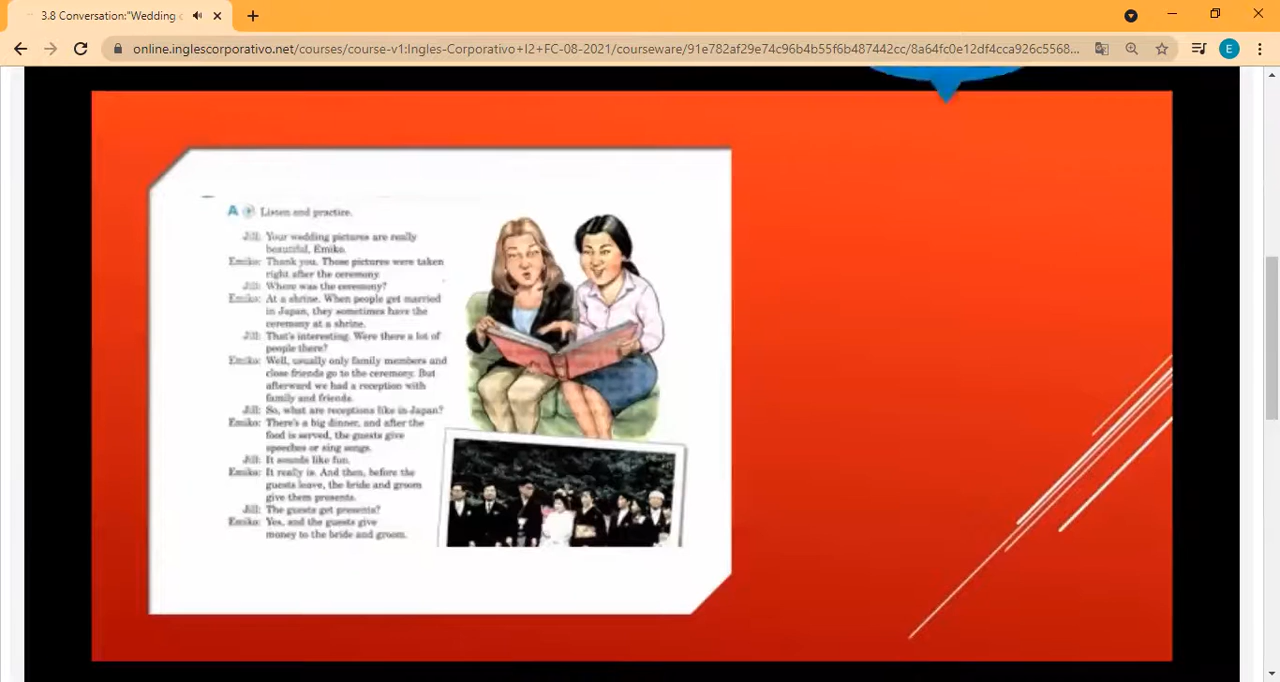 3.8 Conversation:"Wedding
online.inglescorporativo.net/courses/course-v1:Ingles-Corporativo+I2+FC-08-2021/courseware/91e782af29e74c96b4b55f6b487442cc/8a64fc0e12df4cca926c5568...
E
A Listen and practice.
Jill: Your wedding pictures are really
beautiful, Emiko.
Emiko: Thank you. Those pictures were taken
right after the ceremony.
Jill: Where was the ceremony?
Emiko: At a shrine. When people get married
in Japan, they sometimes have the
ceremony at a shrine.
Jill: That's interesting. Were there a lot of
people there?
Emiko: Well, usually only family members and
close friends go to the ceremony. But
afterward we had a reception with
family and friends.
Jill: So, what are receptions like in Japan?
Emiko: There's a big dinner, and after the
food is served, the guests give
speeches or sing songs.
Jill: It sounds like fun.
Emiko: It really is. And then, before the
guests leave, the bride and groom
give them presents.
Jill: The guests get presents?
Emiko: Yes, and the guests give
money to the bride and groom.